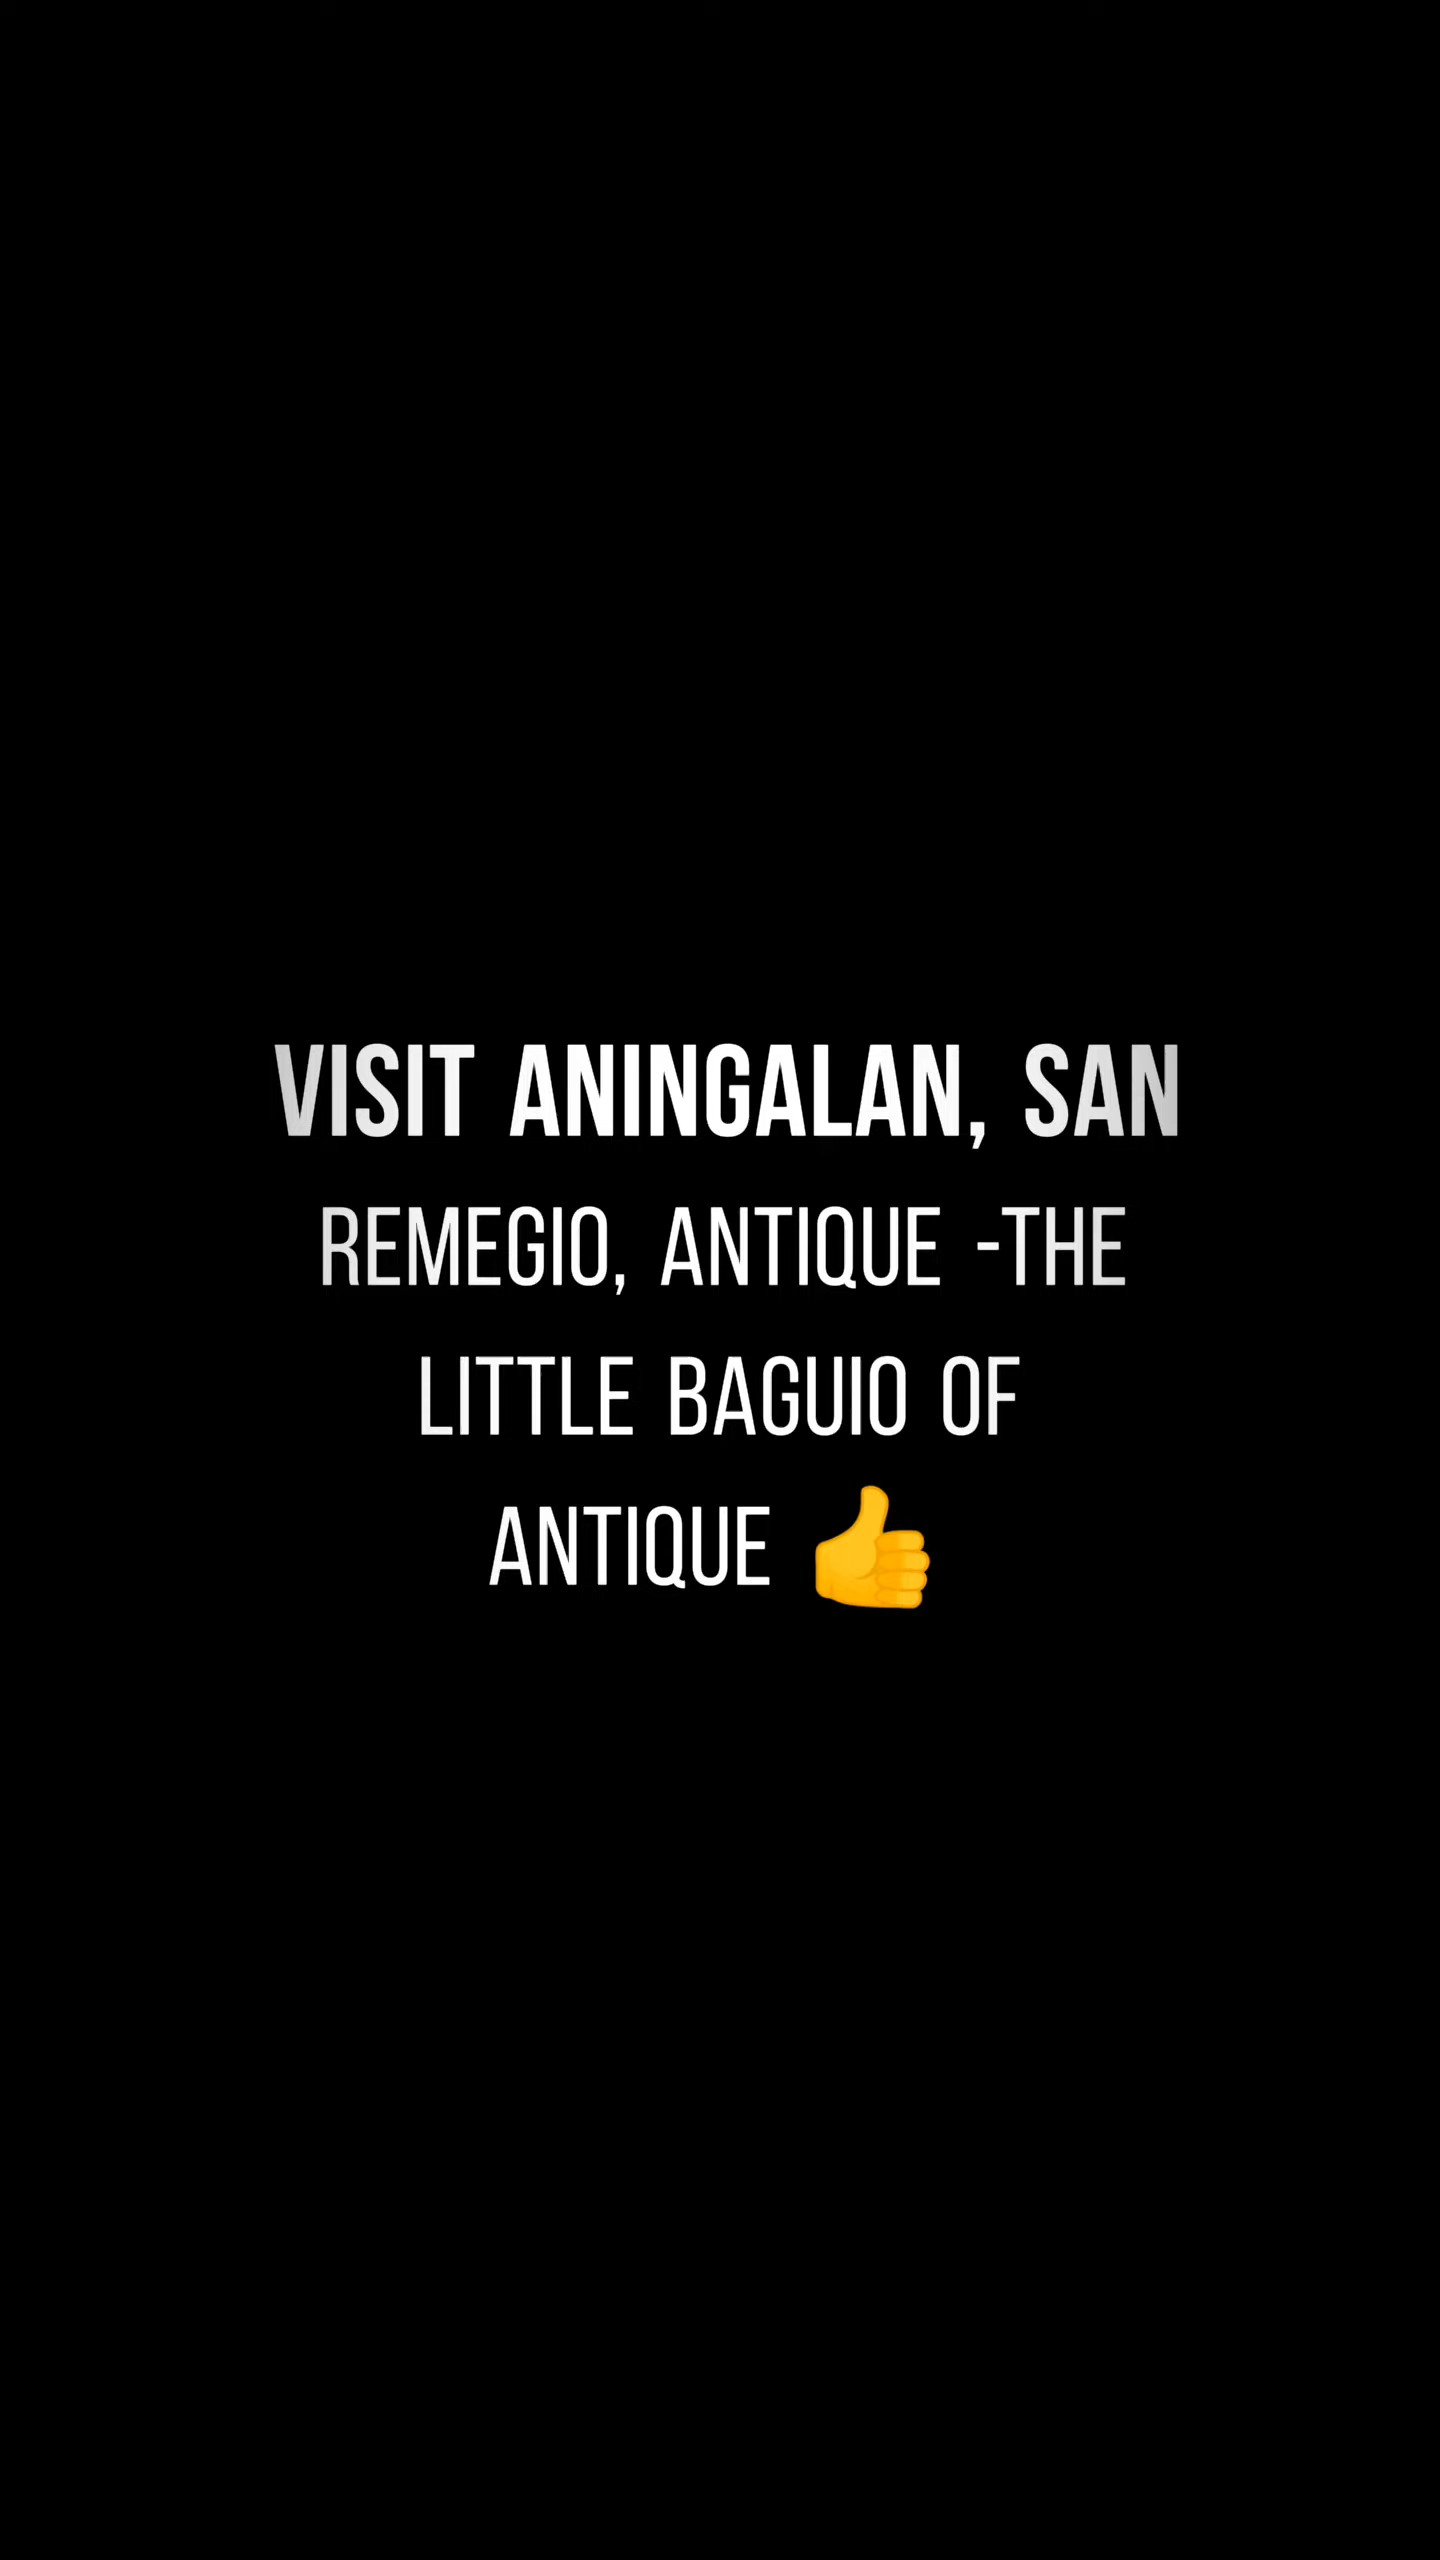 VISIT ANINGALAN, SAN
REMEGIO, ANTIQUE -THE
LITTLE BAGUIO OF
ANTIQUE 👍